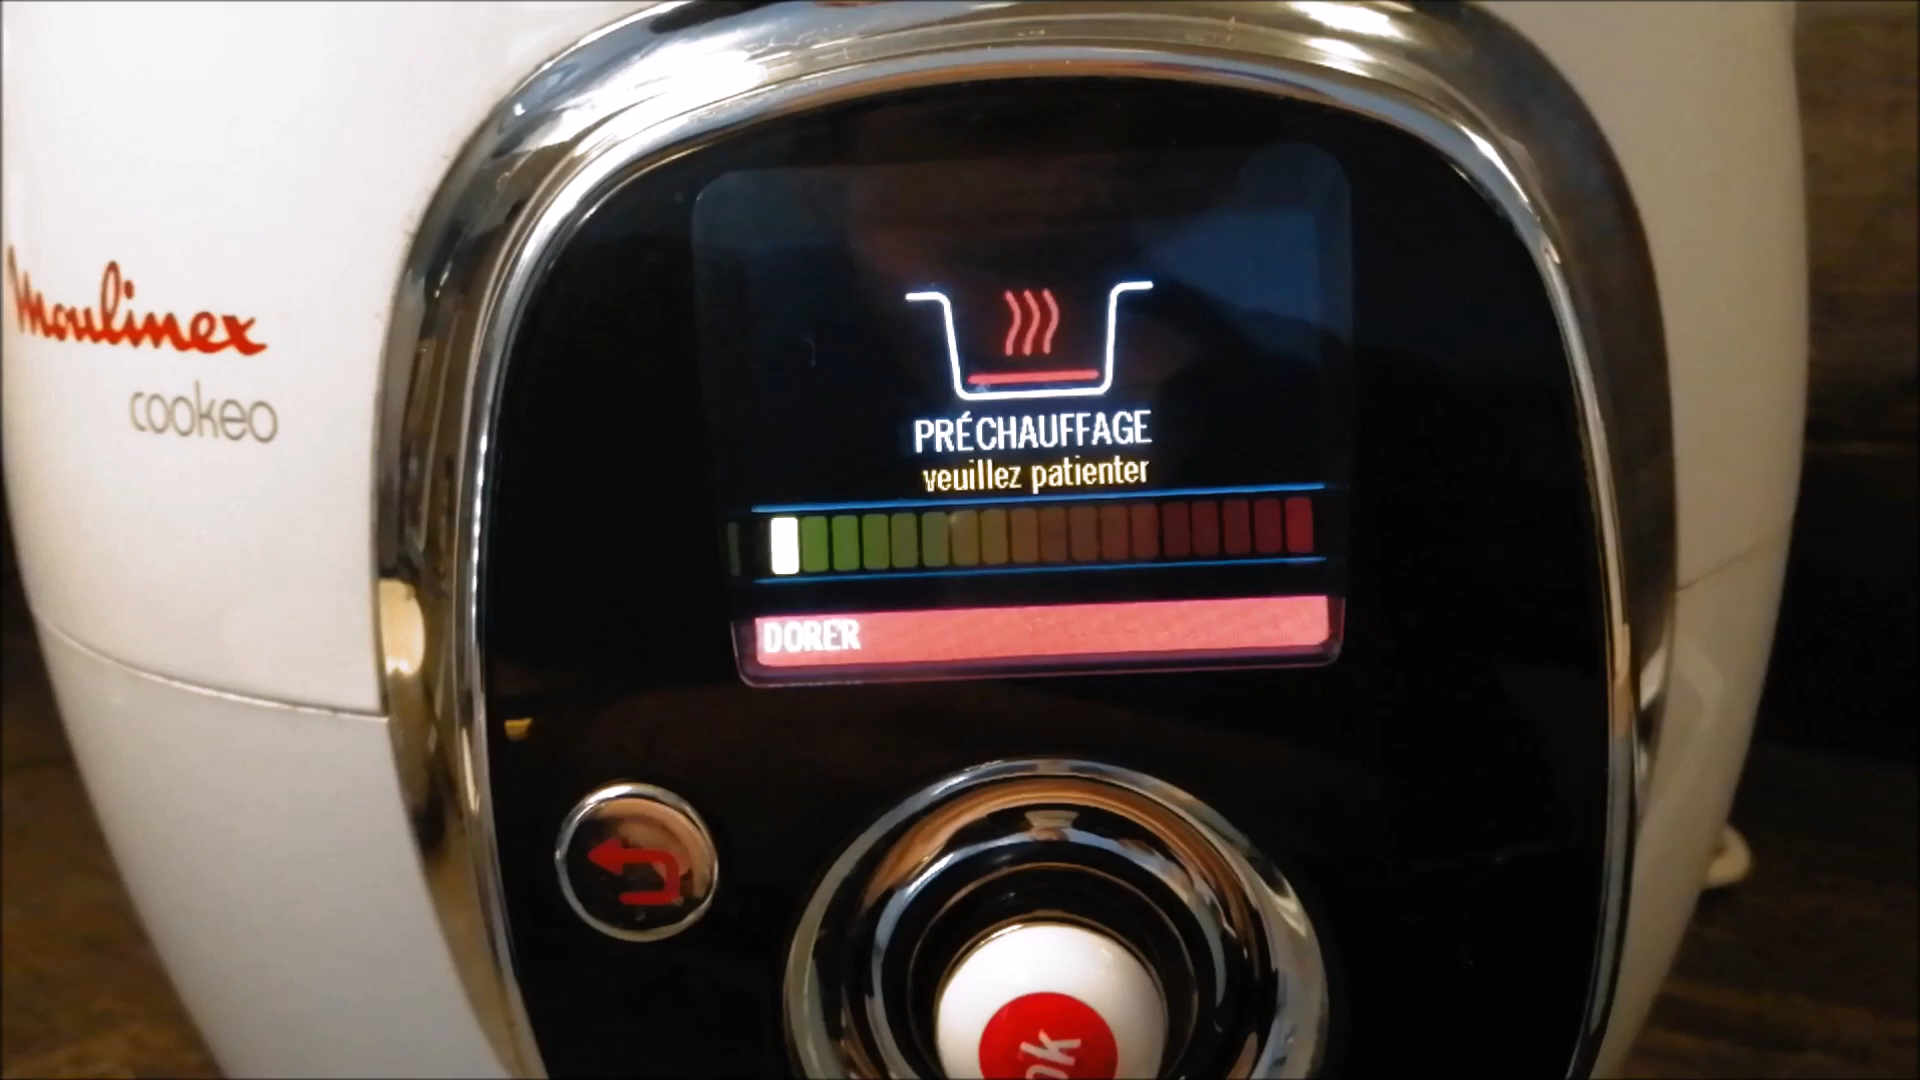 Moulinex
cookeo
PRÉCHAUFFAGE
veuillez patienter
DORER
ok